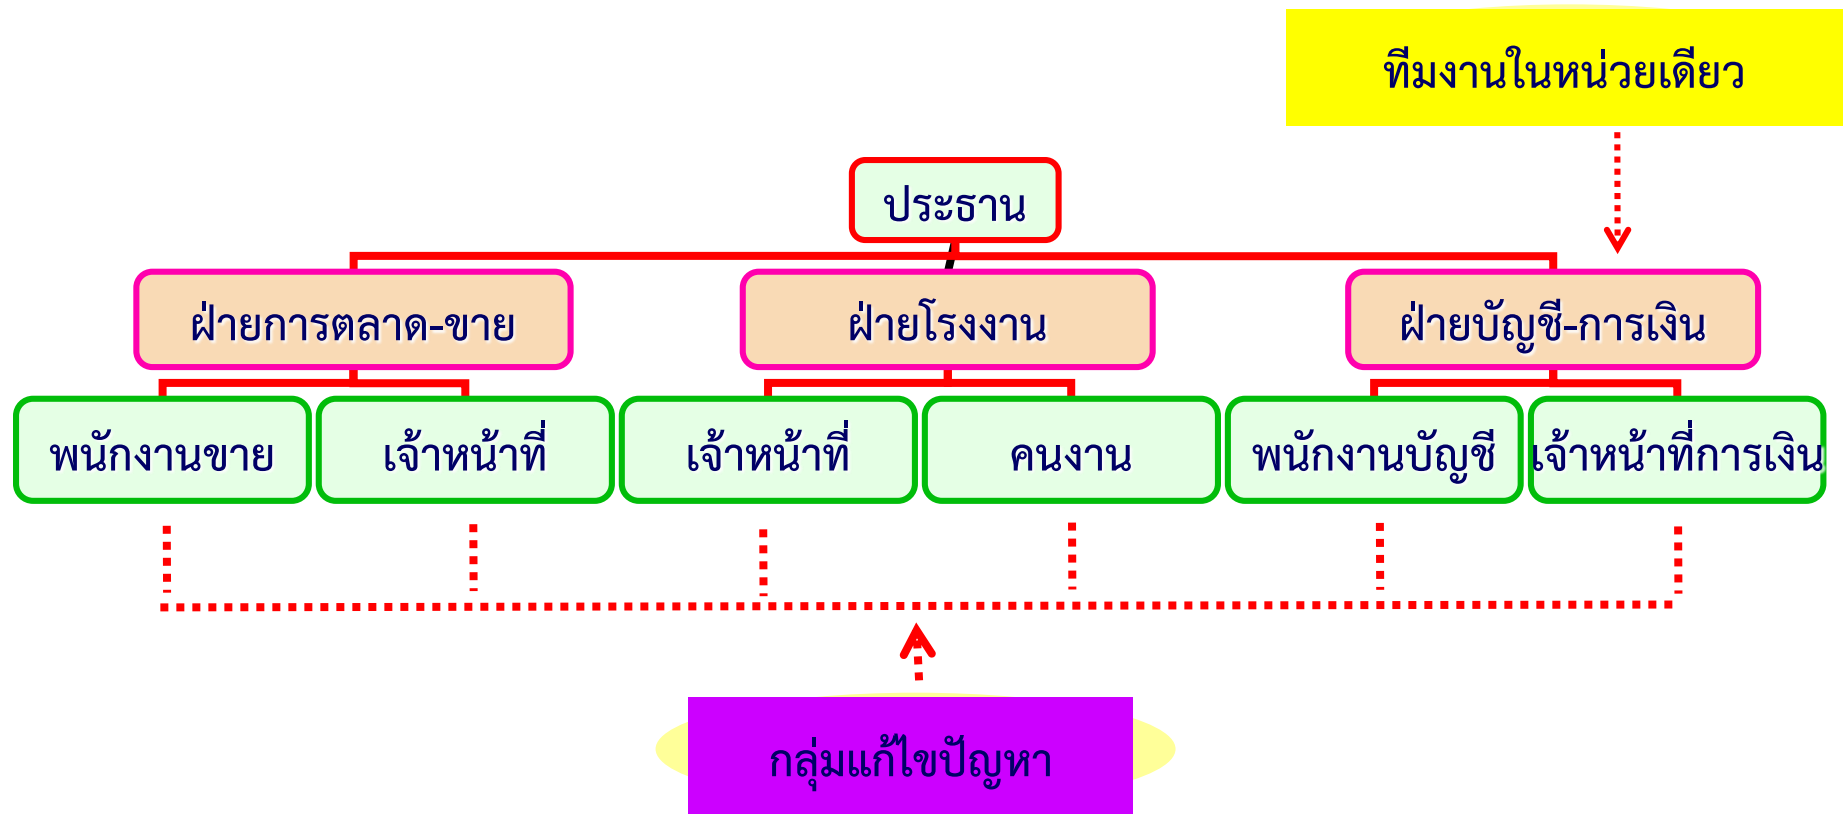 ทีมงานในหน่วยเดียว
ประธาน
ฝ่ายการตลาด-ขาย
ฝ่ายโรงงาน
ฝ่ายบัญชี-การเงิน
พนักงานขาย
เจ้าหน้าที่
เจ้าหน้าที่
คนงาน
พนักงานบัญชี
เจ้าหน้าที่การเงิน
กลุ่มแก้ไขปัญหา